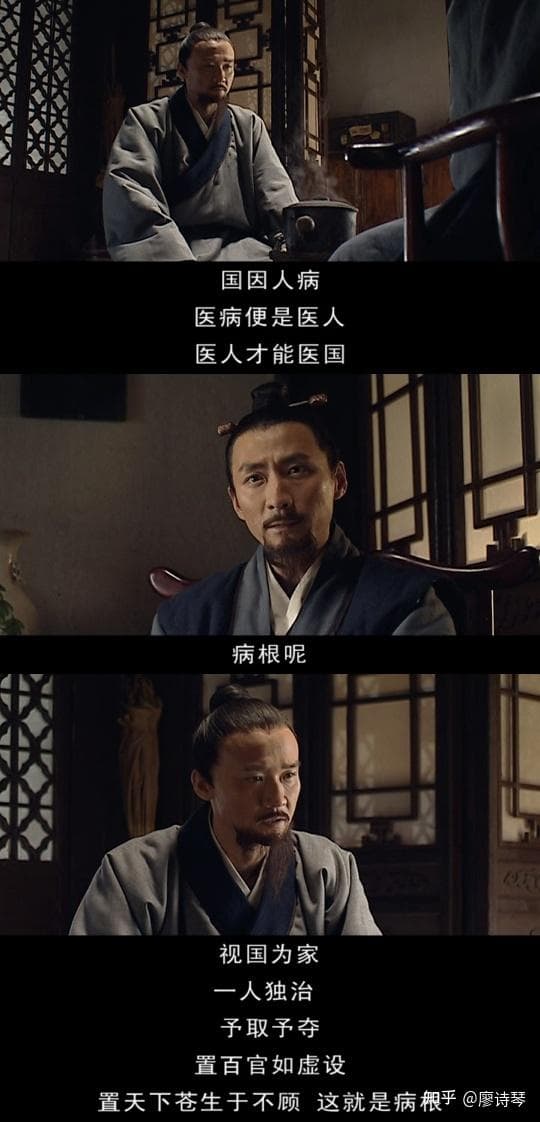 国因人病
医病便是医人
医人才能医国
病根呢
视国为家
一人独治
予取予夺
置百官如虚设
置天下苍生于不顾 这就是病根
知乎 @廖诗琴